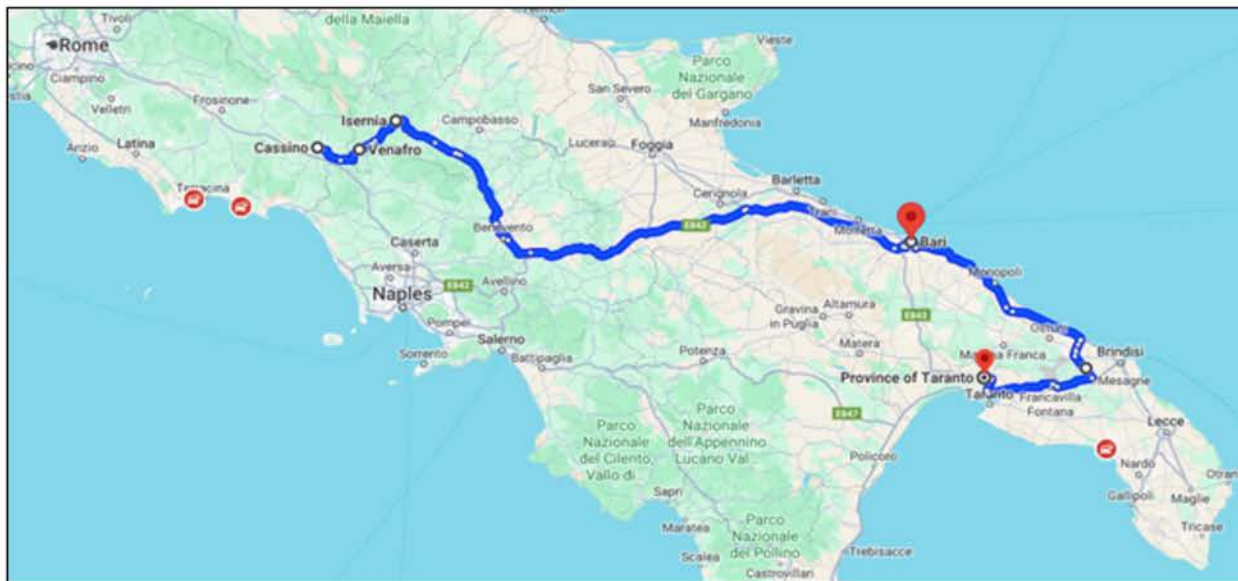 della Maiella
Tivoli
Rome
Ciampino
Velletri
Frosinone
Latina
Anzio
Terracina
Vieste
Parco
Nazionale
del Gargano
San Severo
Manfredonia
Isernia
Campobasso
Cassino
Venafro
Lucera
Foggia
Barletta
Cerignola
Trani
Molfetta
E842
Bari
Benevento
Caserta
Aversa
E842
Avellino
Naples
Pompei
Sorrento
Salerno
Battipaglia
Monopoli
Gravina
in Puglia
Altamura
E843
Matera
Potenza
Ostuni
Martina Franca
Brindisi
Province of Taranto
Mesagne
Taranto
Francavilla
Fontana
Lecce
E847
Parco
Nazionale
del Cilento,
Vallo di...
Parco
Nazionale
dell'Appennino
Lucano Val...
Policoro
Nardò
Gallipoli
Otran
Maglie
Tricase
Sapri
Maratea
Scalea
Parco
Nazionale
del Pollino
Castrovillari
Trebisacce